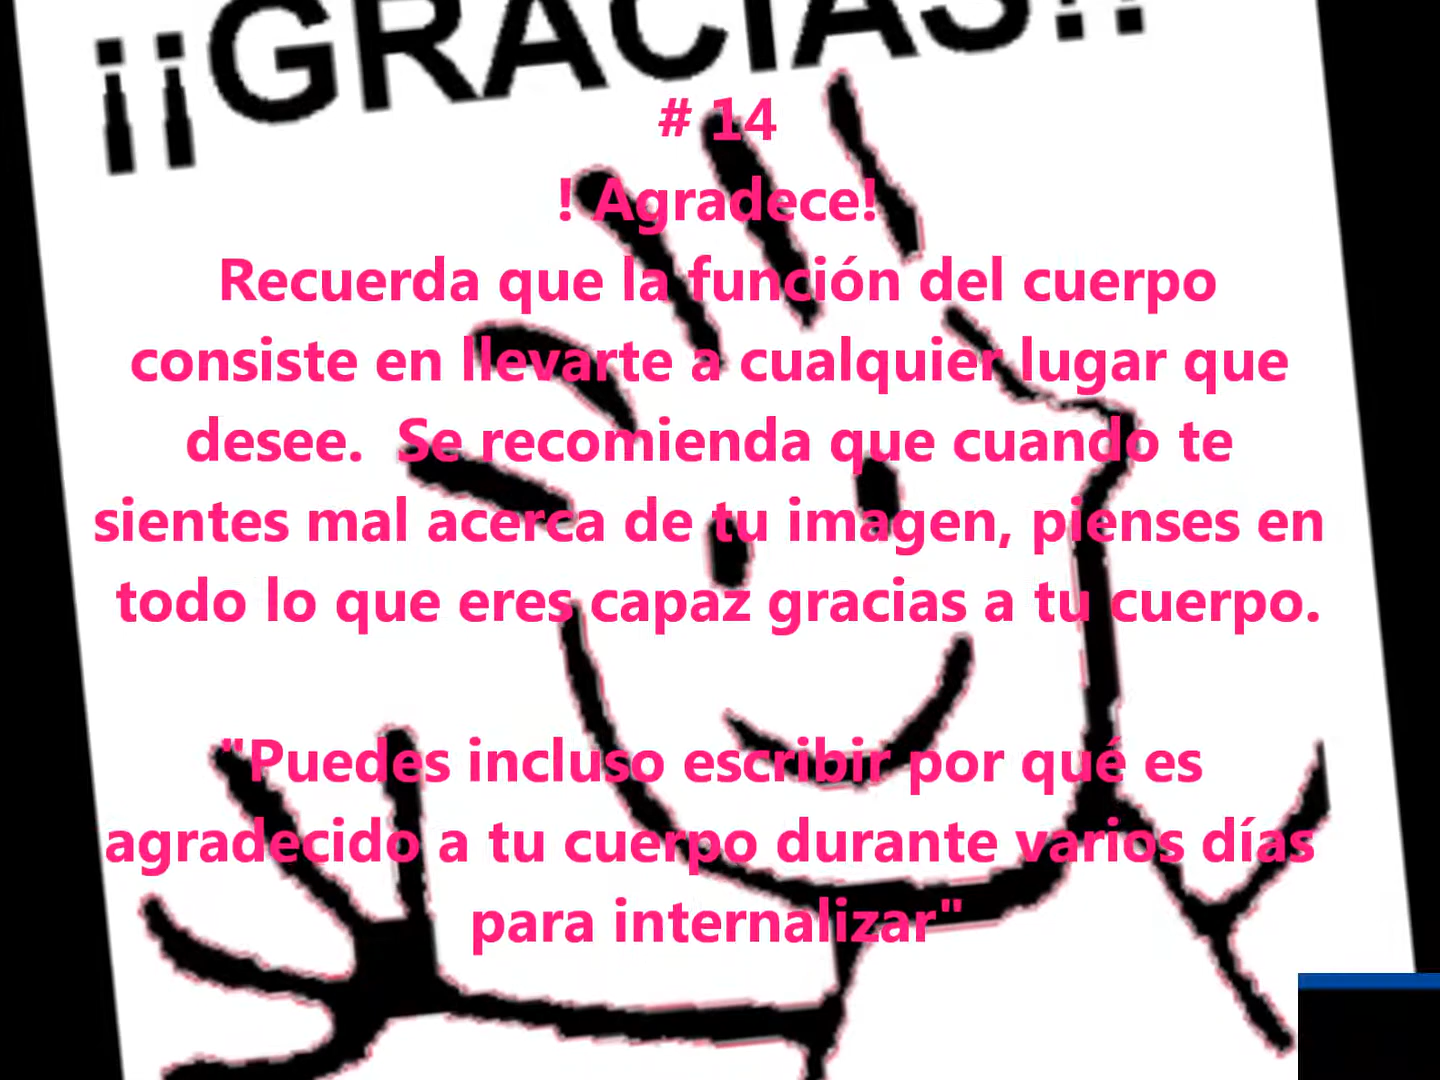 ¡¡GRACIAS!!
# 14
! Agradece!
Recuerda que la función del cuerpo
consiste en llevarte a cualquier lugar que
desee.  Se recomienda que cuando te
sientes mal acerca de tu imagen, pienses en
todo lo que eres capaz gracias a tu cuerpo.
"Puedes incluso escribir por qué es
agradecido a tu cuerpo durante varios días
para internalizar"